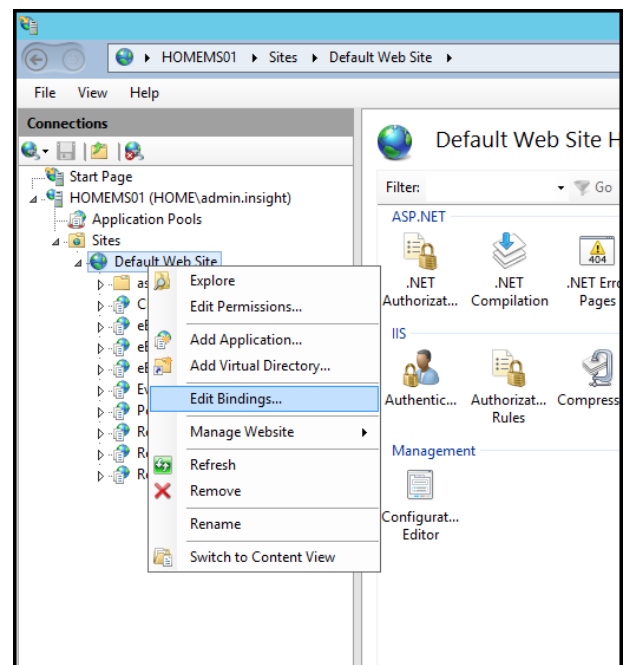 HOMEMS01 Sites Default Web Site
File View Help
Connections
Start Page
HOMEMS01 (HOME\admin.insight)
Application Pools
Sites
Default Web Site
Explore
Edit Permissions...
Add Application...
Add Virtual Directory...
Edit Bindings...
Manage Website
Refresh
Remove
Rename
Switch to Content View
Default Web Site H
Filter: Go
ASP.NET
.NET Authorizat...
.NET Compilation
404
.NET Erro
Pages
IIS
Authentic...
Authorizat...
Rules
Compress
Management
Configurat...
Editor